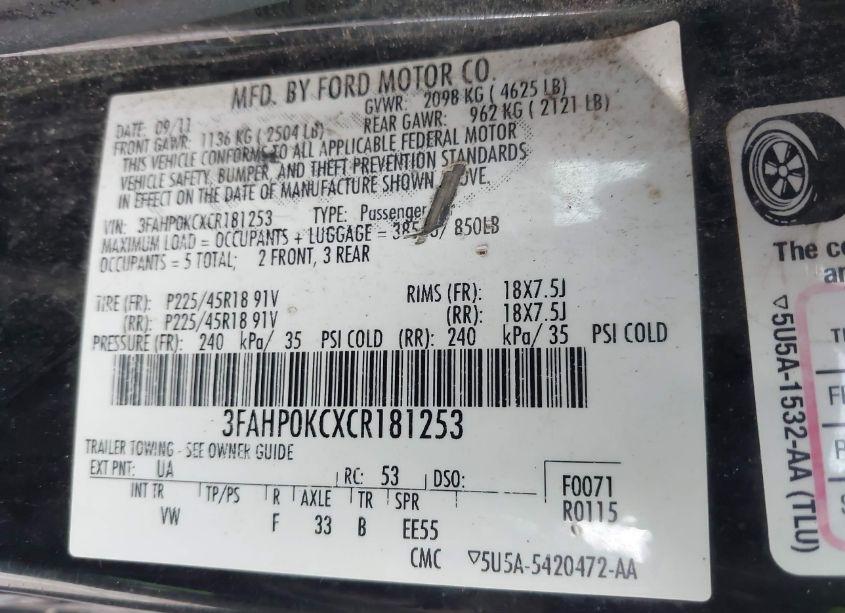 MFD. BY FORD MOTOR CO.
DATE: 09/11 GVWR: 2098 KG ( 4625 LB)
FRONT GAWR: 1136 KG ( 2504 LB) REAR GAWR: 962 KG ( 2121 LB)
THIS VEHICLE CONFORMS TO ALL APPLICABLE FEDERAL MOTOR
VEHICLE SAFETY, BUMPER, AND THEFT PREVENTION STANDARDS
IN EFFECT ON THE DATE OF MANUFACTURE SHOWN
VIN: 3FAHP0KCXCR181253 TYPE: Passenger
MAXIMUM LOAD = OCCUPANTS + LUGGAGE = / 850LB
OCCUPANTS = 5 TOTAL; 2 FRONT, 3 REAR
TIRE (FR): P225/45R18 91V RIMS (FR): 18X7.5J
(RR): P225/45R18 91V (RR): 18X7.5J
PRESSURE (FR): 240 kPa/ 35 PSI COLD (RR): 240 kPa/ 35 PSI COLD
3FAHP0KCXCR181253
TRAILER TOWING - SEE OWNER GUIDE
EXT PNT: UA RC: 53 DSO:
INT TR TP/PS R AXLE TR SPR
VW F 33 B EE55
F0071
R0115
CMC ▽5U5A-5420472-AA
The
▽5U5A-1532-AA (TLU)